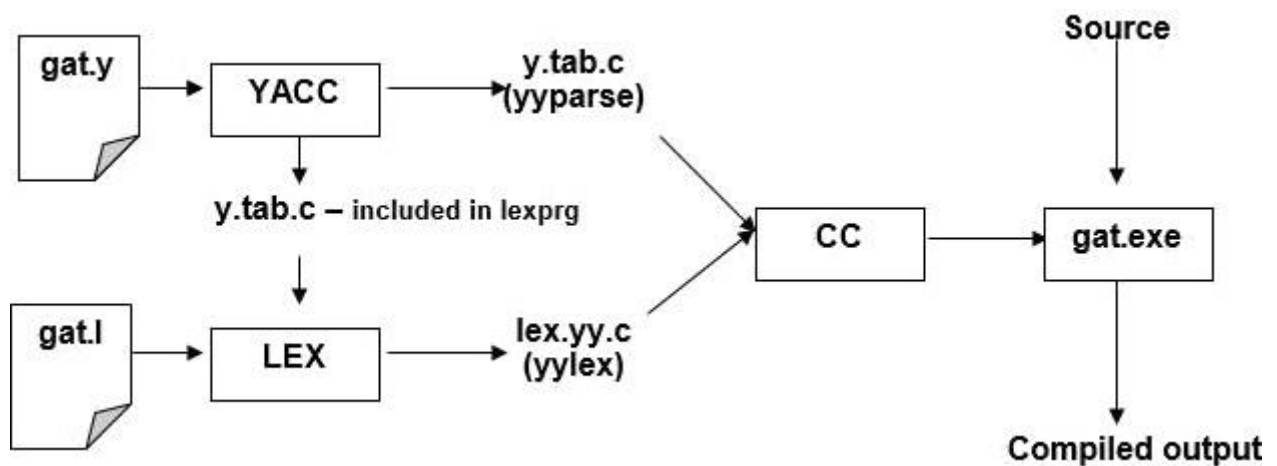 gat.y
YACC
y.tab.c
(yyparse)
Source
y.tab.c – included in lexprg
CC
gat.exe
gat.l
LEX
lex.yy.c
(yylex)
Compiled output